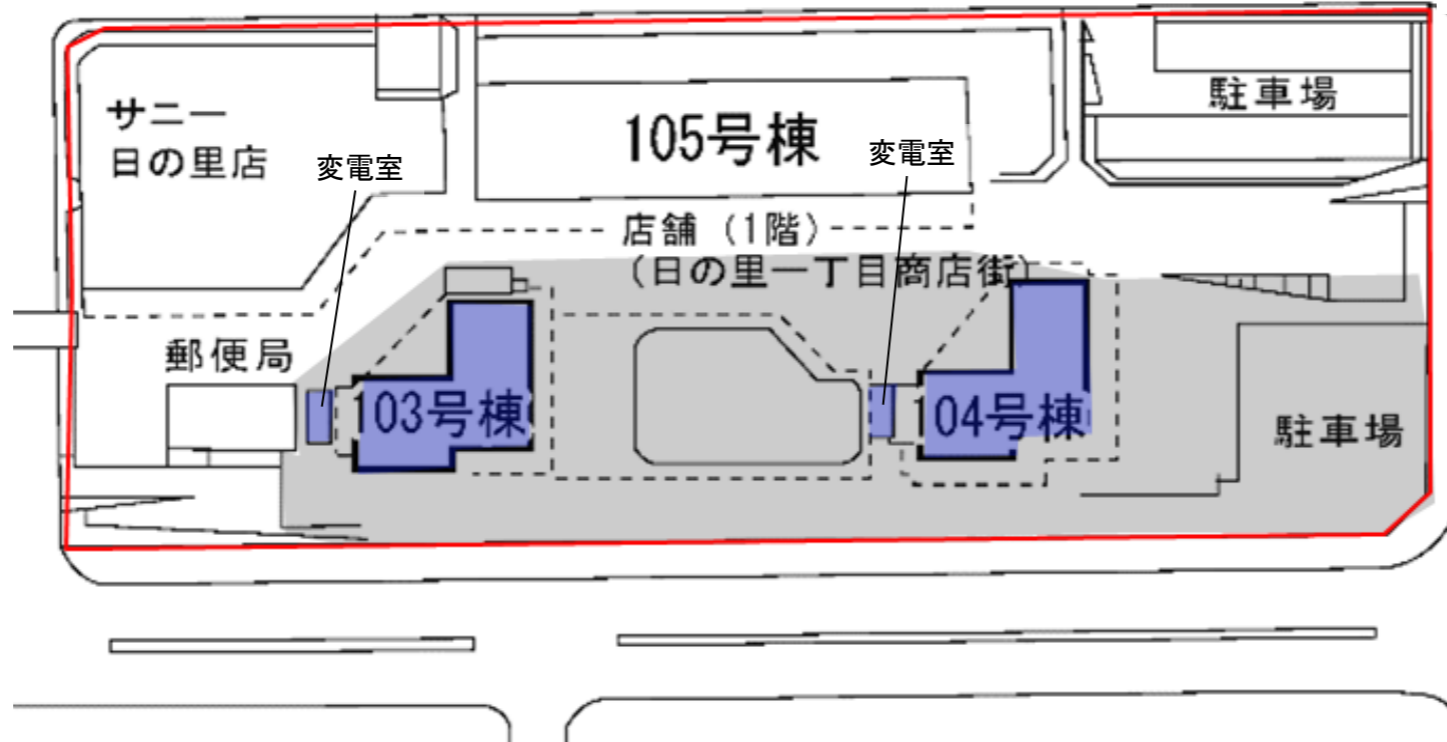 サニー
日の里店
変電室
105号棟
変電室
駐車場
店舗（1階）
（日の里一丁目商店街）
郵便局
103号棟
104号棟
駐車場